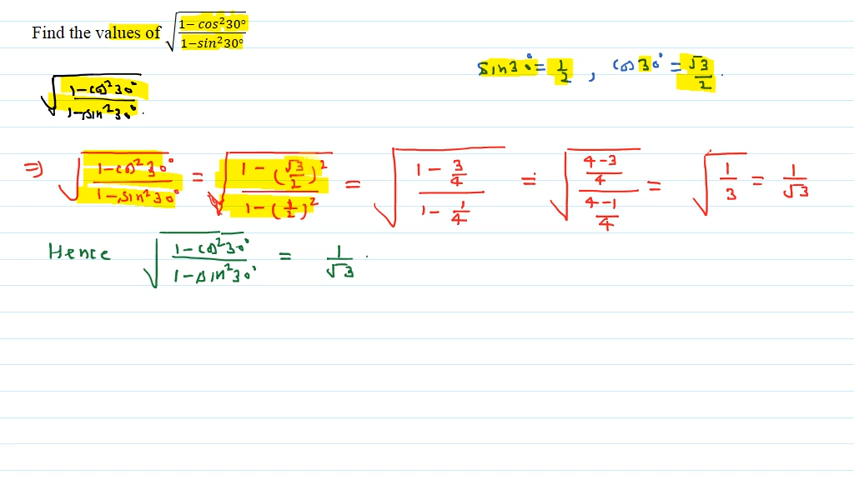 Find the values of √((1− cos²30°)/(1−sin²30°))
sin30° = 1/2 , cos 30° = √3/2 .
√((1−cos²30°)/(1−sin²30°)) .
⇒ √((1−cos²30°)/(1−sin²30°)) = √((1−(√3/2)²)/(1−(1/2)²)) = √((1−3/4)/(1−1/4)) = √(((4−3)/4)/((4−1)/4)) = √(1/3) = 1/√3
Hence √((1−cos²30°)/(1−sin²30°)) = 1/√3 .